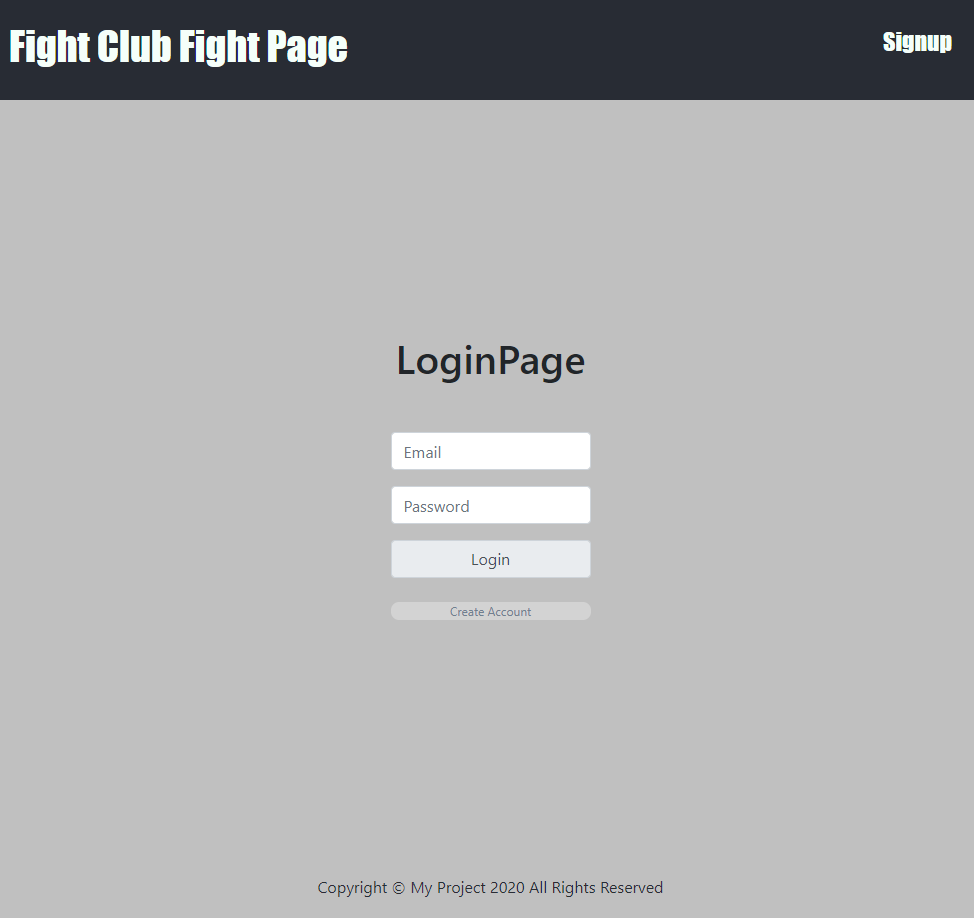 Fight Club Fight Page
Signup
LoginPage
Email
Password
Login
Create Account
Copyright © My Project 2020 All Rights Reserved